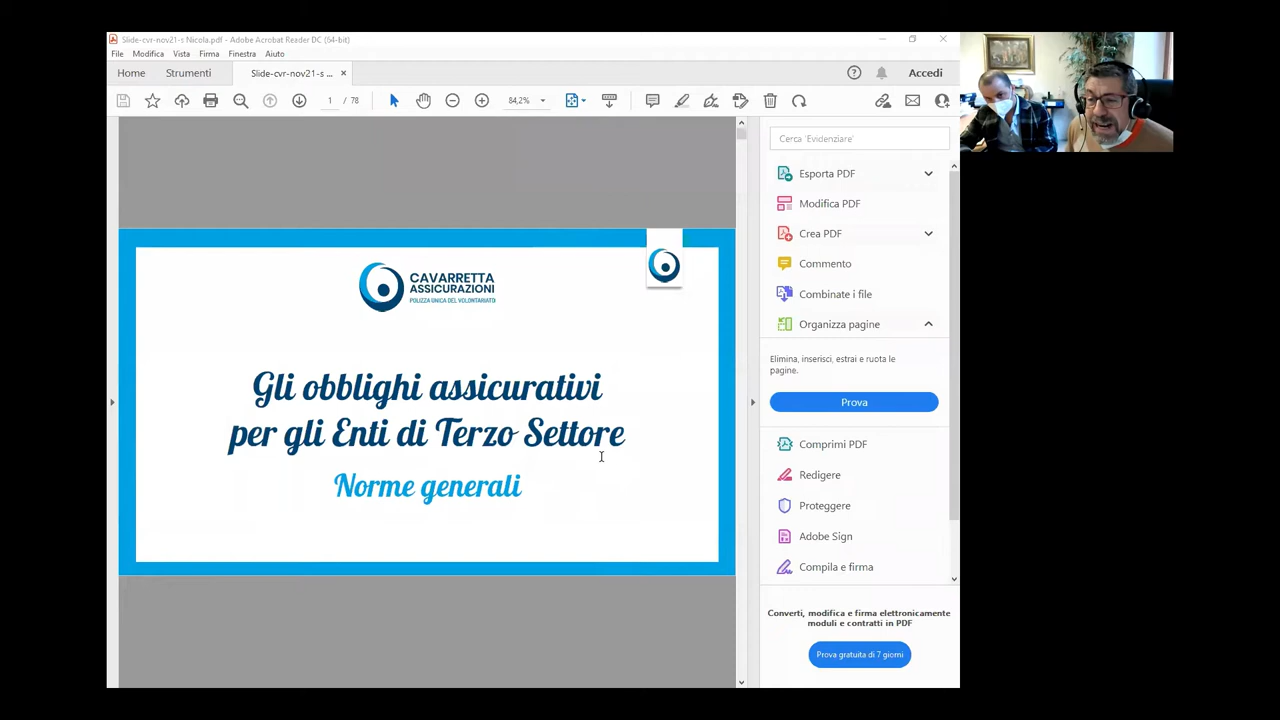 Slide-cvr-nov21-s Nicola.pdf - Adobe Acrobat Reader DC (64-bit)
File Modifica Vista Firma Finestra Aiuto
Home Strumenti Slide-cvr-nov21-s ... Accedi
1 / 78 84,2%
Cerca 'Evidenziare'
Esporta PDF
Modifica PDF
Crea PDF
Commento
Combinate i file
Organizza pagine
Elimina, inserisci, estrai e ruota le
pagine.
Prova
Comprimi PDF
Redigere
Proteggere
Adobe Sign
Compila e firma
Converti, modifica e firma elettronicamente
moduli e contratti in PDF
Prova gratuita di 7 giorni
CAVARRETTA
ASSICURAZIONI
POLIZZA UNICA DEL VOLONTARIATO
Gli obblighi assicurativi
per gli Enti di Terzo Settore
Norme generali